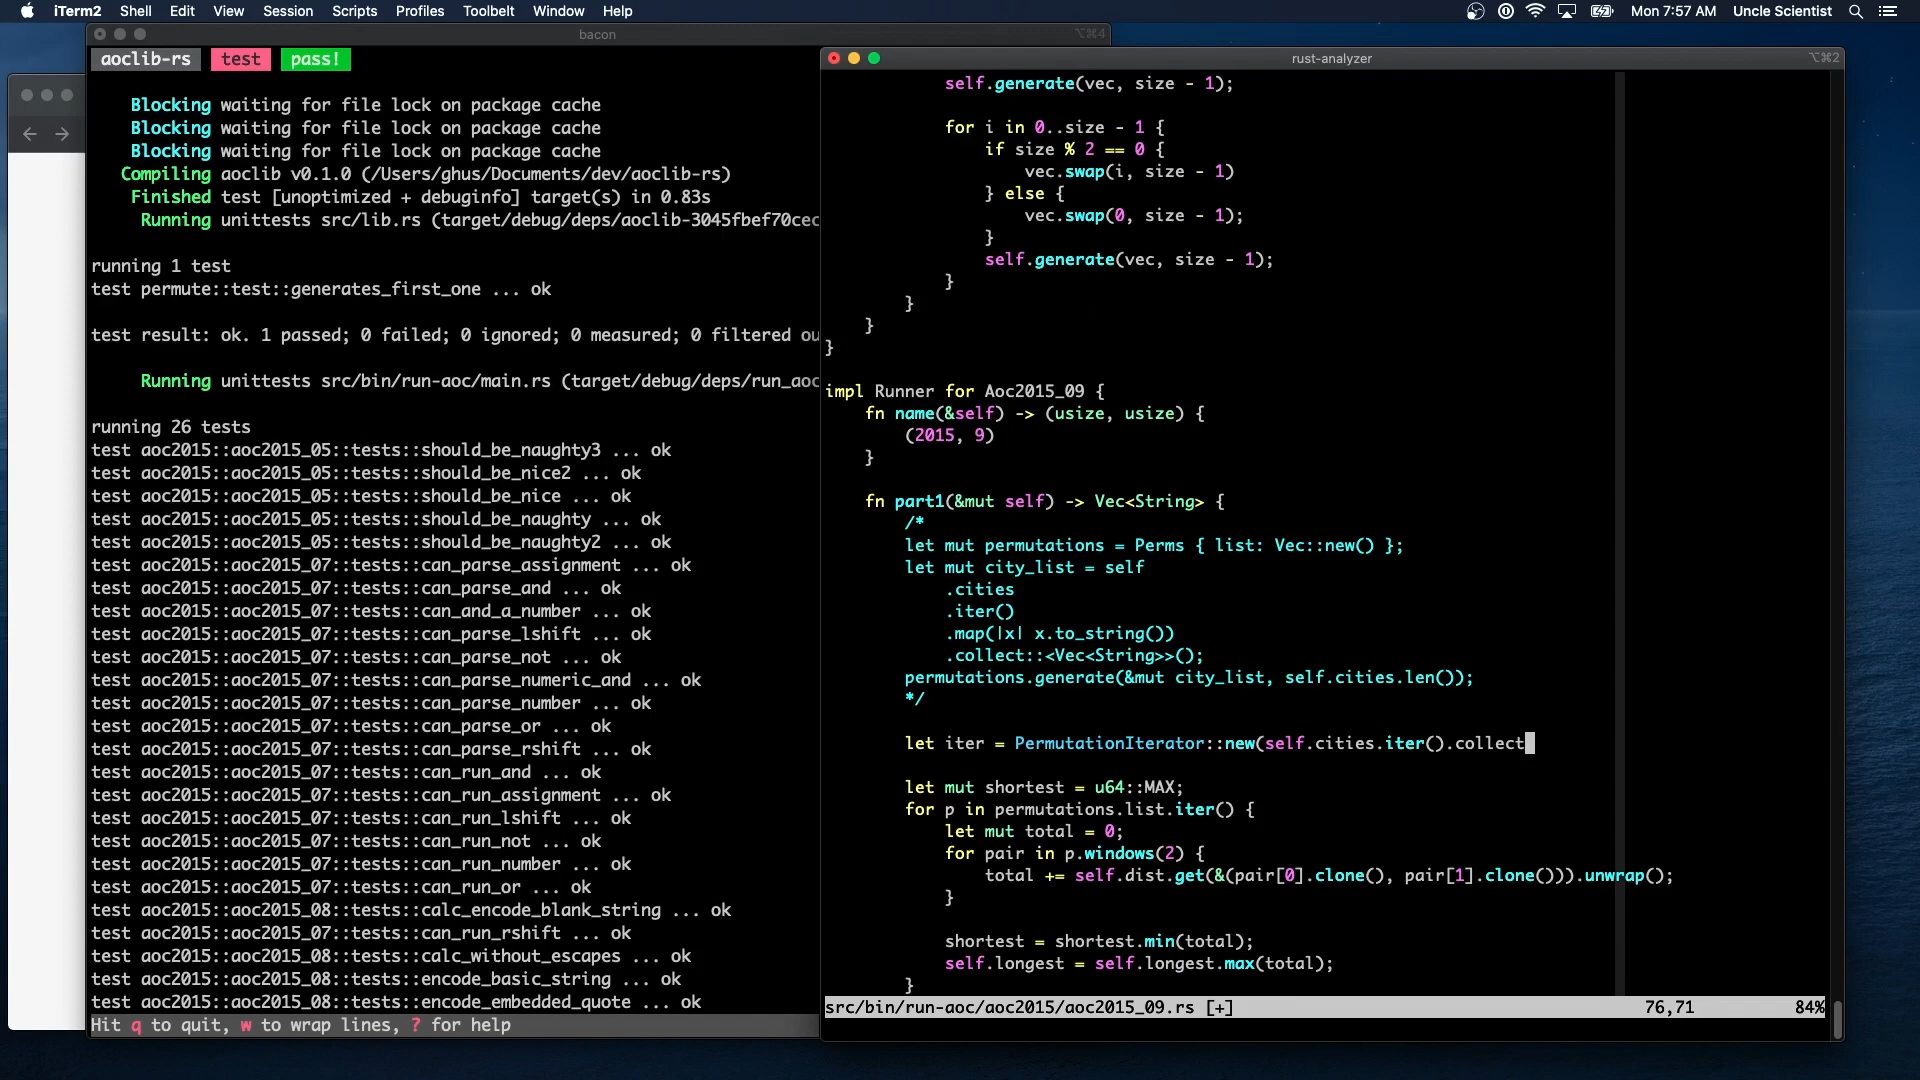 iTerm2 Shell Edit View Session Scripts Profiles Toolbelt Window Help Mon 7:57 AM Uncle Scientist
bacon ⌥⌘4
aoclib-rs test pass!
Blocking waiting for file lock on package cache
Blocking waiting for file lock on package cache
Blocking waiting for file lock on package cache
Compiling aoclib v0.1.0 (/Users/ghus/Documents/dev/aoclib-rs)
Finished test [unoptimized + debuginfo] target(s) in 0.83s
Running unittests src/lib.rs (target/debug/deps/aoclib-3045fbef70cec
running 1 test
test permute::test::generates_first_one ... ok
test result: ok. 1 passed; 0 failed; 0 ignored; 0 measured; 0 filtered ou
Running unittests src/bin/run-aoc/main.rs (target/debug/deps/run_aoc
running 26 tests
test aoc2015::aoc2015_05::tests::should_be_naughty3 ... ok
test aoc2015::aoc2015_05::tests::should_be_nice2 ... ok
test aoc2015::aoc2015_05::tests::should_be_nice ... ok
test aoc2015::aoc2015_05::tests::should_be_naughty ... ok
test aoc2015::aoc2015_05::tests::should_be_naughty2 ... ok
test aoc2015::aoc2015_07::tests::can_parse_assignment ... ok
test aoc2015::aoc2015_07::tests::can_parse_and ... ok
test aoc2015::aoc2015_07::tests::can_and_a_number ... ok
test aoc2015::aoc2015_07::tests::can_parse_lshift ... ok
test aoc2015::aoc2015_07::tests::can_parse_not ... ok
test aoc2015::aoc2015_07::tests::can_parse_numeric_and ... ok
test aoc2015::aoc2015_07::tests::can_parse_number ... ok
test aoc2015::aoc2015_07::tests::can_parse_or ... ok
test aoc2015::aoc2015_07::tests::can_parse_rshift ... ok
test aoc2015::aoc2015_07::tests::can_run_and ... ok
test aoc2015::aoc2015_07::tests::can_run_assignment ... ok
test aoc2015::aoc2015_07::tests::can_run_lshift ... ok
test aoc2015::aoc2015_07::tests::can_run_not ... ok
test aoc2015::aoc2015_07::tests::can_run_number ... ok
test aoc2015::aoc2015_07::tests::can_run_or ... ok
test aoc2015::aoc2015_08::tests::calc_encode_blank_string ... ok
test aoc2015::aoc2015_07::tests::can_run_rshift ... ok
test aoc2015::aoc2015_08::tests::calc_without_escapes ... ok
test aoc2015::aoc2015_08::tests::encode_basic_string ... ok
test aoc2015::aoc2015_08::tests::encode_embedded_quote ... ok
Hit q to quit, w to wrap lines, ? for help
rust-analyzer ⌥⌘2
self.generate(vec, size - 1);
for i in 0..size - 1 {
if size % 2 == 0 {
vec.swap(i, size - 1)
} else {
vec.swap(0, size - 1);
}
self.generate(vec, size - 1);
}
}
}
}
impl Runner for Aoc2015_09 {
fn name(&self) -> (usize, usize) {
(2015, 9)
}
fn part1(&mut self) -> Vec<String> {
/*
let mut permutations = Perms { list: Vec::new() };
let mut city_list = self
.cities
.iter()
.map(|x| x.to_string())
.collect::<Vec<String>>();
permutations.generate(&mut city_list, self.cities.len());
*/
let iter = PermutationIterator::new(self.cities.iter().collect
let mut shortest = u64::MAX;
for p in permutations.list.iter() {
let mut total = 0;
for pair in p.windows(2) {
total += self.dist.get(&(pair[0].clone(), pair[1].clone())).unwrap();
}
shortest = shortest.min(total);
self.longest = self.longest.max(total);
}
src/bin/run-aoc/aoc2015/aoc2015_09.rs [+] 76,71 84%